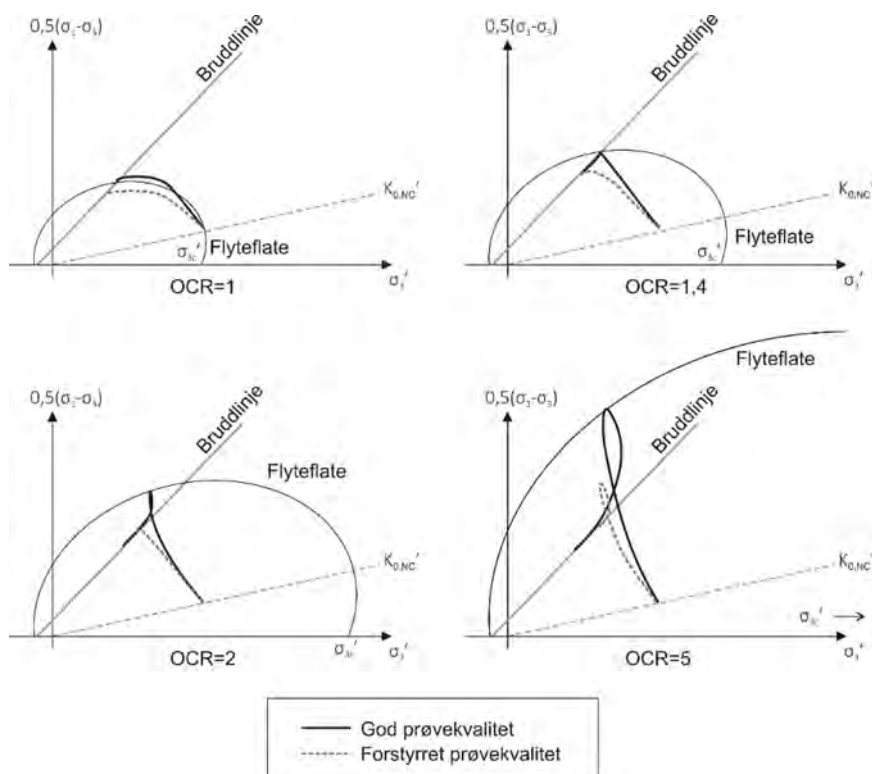 0,5(σ₁-σ₃)
Bruddlinje
K₀,NC'
σ₃c'
Flyteflate
σ₃'
OCR=1
0,5(σ₁-σ₃)
Bruddlinje
K₀,NC'
σ₃c'
Flyteflate
σ₃'
OCR=1,4
0,5(σ₁-σ₃)
Bruddlinje
Flyteflate
K₀,NC'
σ₃c'
σ₃'
OCR=2
Flyteflate
0,5(σ₁-σ₃)
Bruddlinje
K₀,NC'
σ₃c' →
σ₃'
OCR=5
God prøvekvalitet
Forstyrret prøvekvalitet